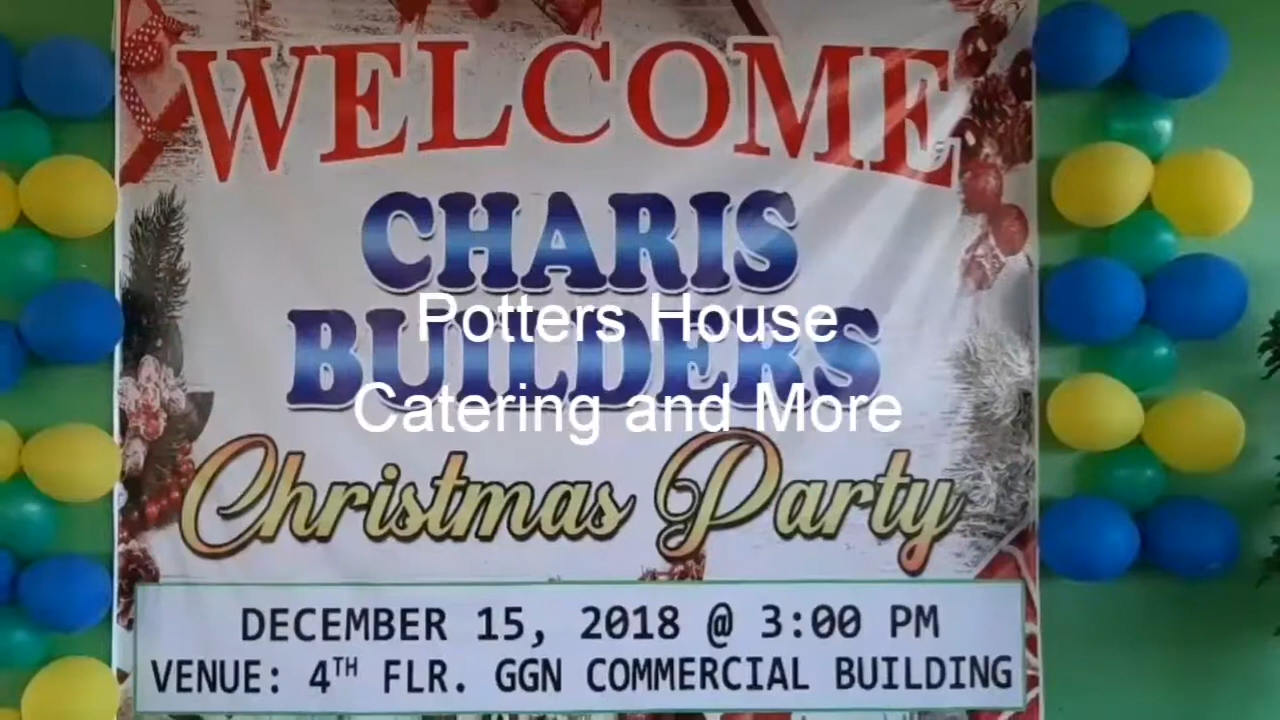 WELCOME
CHARIS
BUILDERS
Potters House
Catering and More
Christmas Party
DECEMBER 15, 2018 @ 3:00 PM
VENUE: 4TH FLR. GGN COMMERCIAL BUILDING